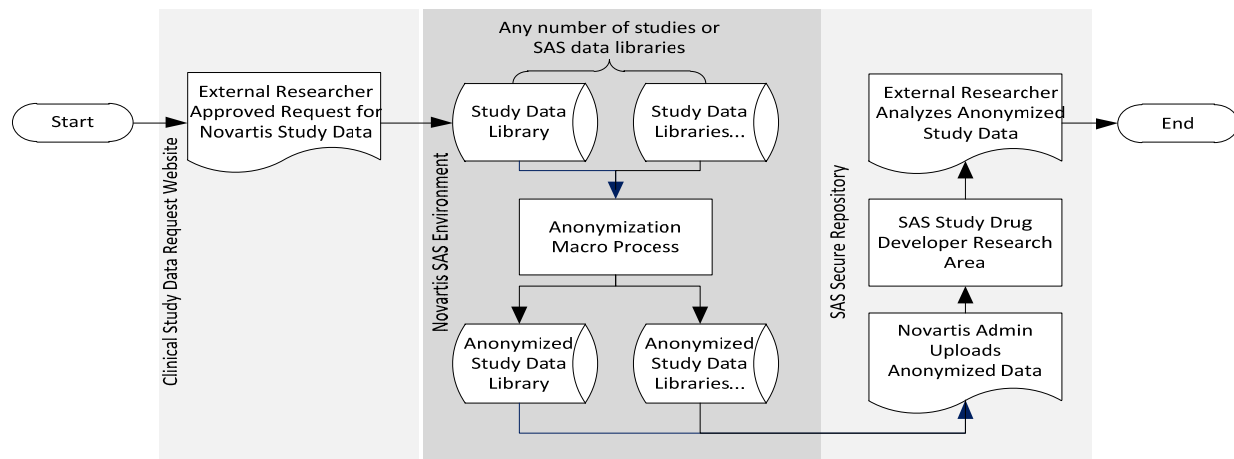 Start
Clinical Study Data Request Website
External Researcher
Approved Request for
Novartis Study Data
Novartis SAS Environment
Any number of studies or
SAS data libraries
Study Data
Library
Study Data
Libraries...
Anonymization
Macro Process
Anonymized
Study Data
Library
Anonymized
Study Data
Libraries...
SAS Secure Repository
Novartis Admin
Uploads
Anonymized Data
SAS Study Drug
Developer Research
Area
External Researcher
Analyzes Anonymized
Study Data
End